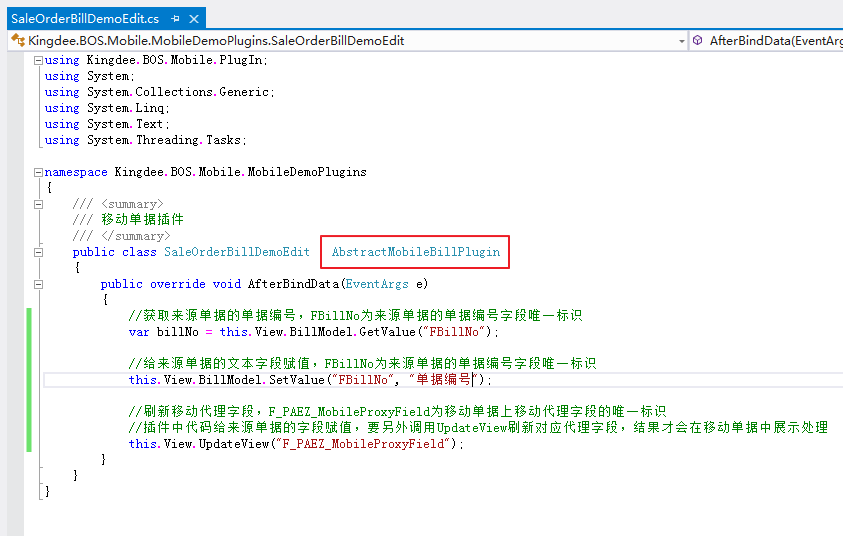 SaleOrderBillDemoEdit.cs
Kingdee.BOS.Mobile.MobileDemoPlugins.SaleOrderBillDemoEdit AfterBindData(EventArgs
using Kingdee.BOS.Mobile.PlugIn;
using System;
using System.Collections.Generic;
using System.Linq;
using System.Text;
using System.Threading.Tasks;
namespace Kingdee.BOS.Mobile.MobileDemoPlugins
{
/// <summary>
/// 移动单据插件
/// </summary>
public class SaleOrderBillDemoEdit AbstractMobileBillPlugin
{
public override void AfterBindData(EventArgs e)
{
//获取来源单据的单据编号，FBillNo为来源单据的单据编号字段唯一标识
var billNo = this.View.BillModel.GetValue("FBillNo");
//给来源单据的文本字段赋值，FBillNo为来源单据的单据编号字段唯一标识
this.View.BillModel.SetValue("FBillNo", "单据编号");
//刷新移动代理字段，F_PAEZ_MobileProxyField为移动单据上移动代理字段的唯一标识
//插件中代码给来源单据的字段赋值，要另外调用UpdateView刷新对应代理字段，结果才会在移动单据中展示处理
this.View.UpdateView("F_PAEZ_MobileProxyField");
}
}
}